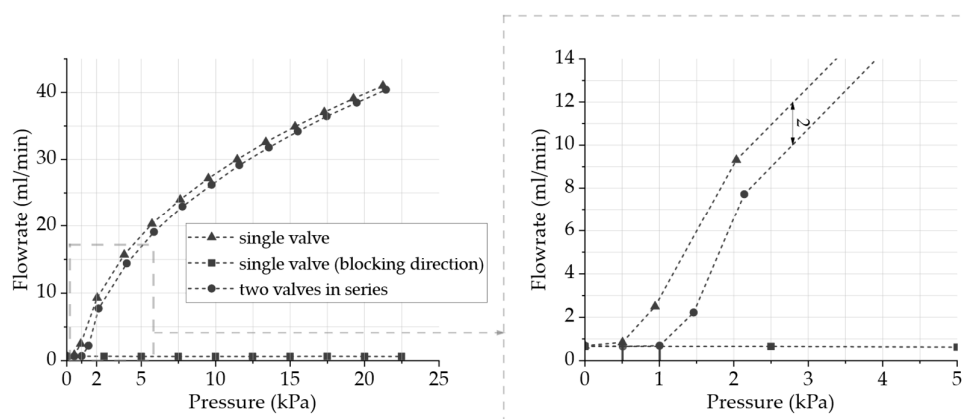 40
30
20
10
0
Flowrate (ml/min)
0 1 2 5 10 15 20 25
Pressure (kPa)
single valve
single valve (blocking direction)
two valves in series
14
12
10
8
6
4
2
1
0
Flowrate (ml/min)
2
0 1 2 3 4 5
Pressure (kPa)